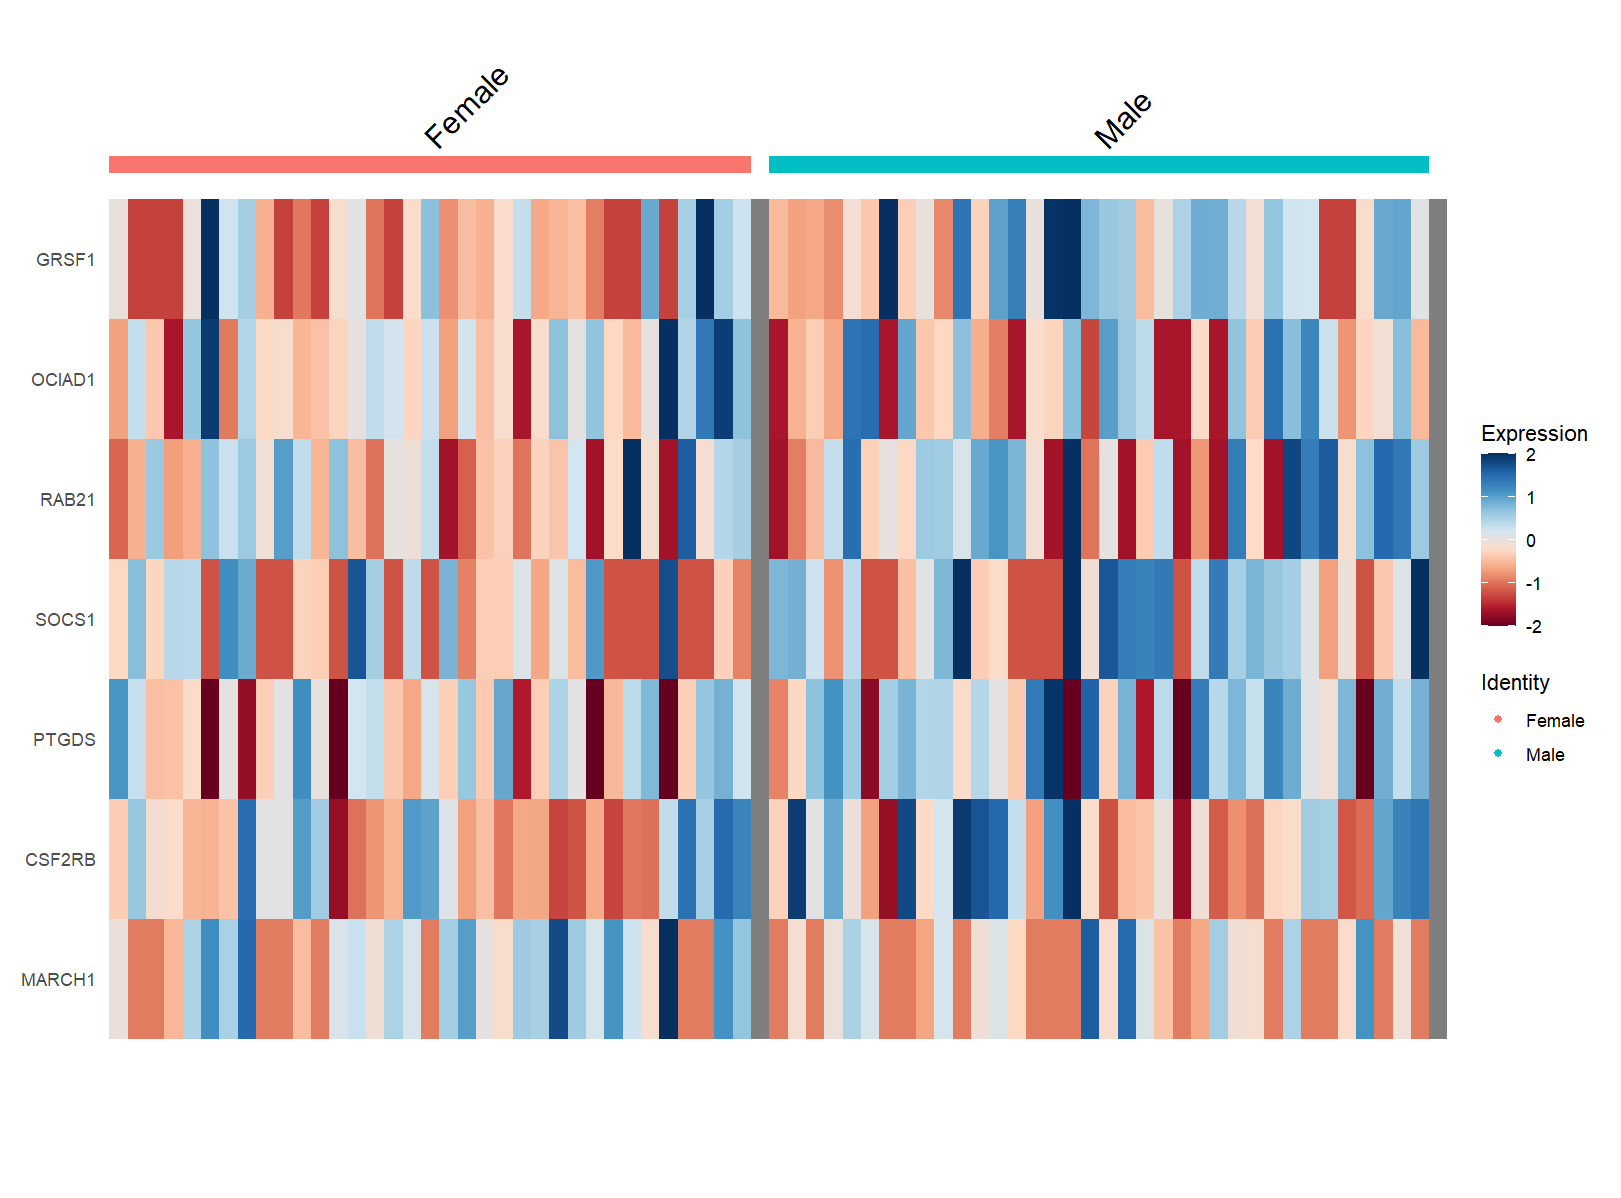 Female
Male
GRSF1
OCIAD1
RAB21
SOCS1
PTGDS
CSF2RB
MARCH1
Expression
2
1
0
-1
-2
Identity
Female
Male